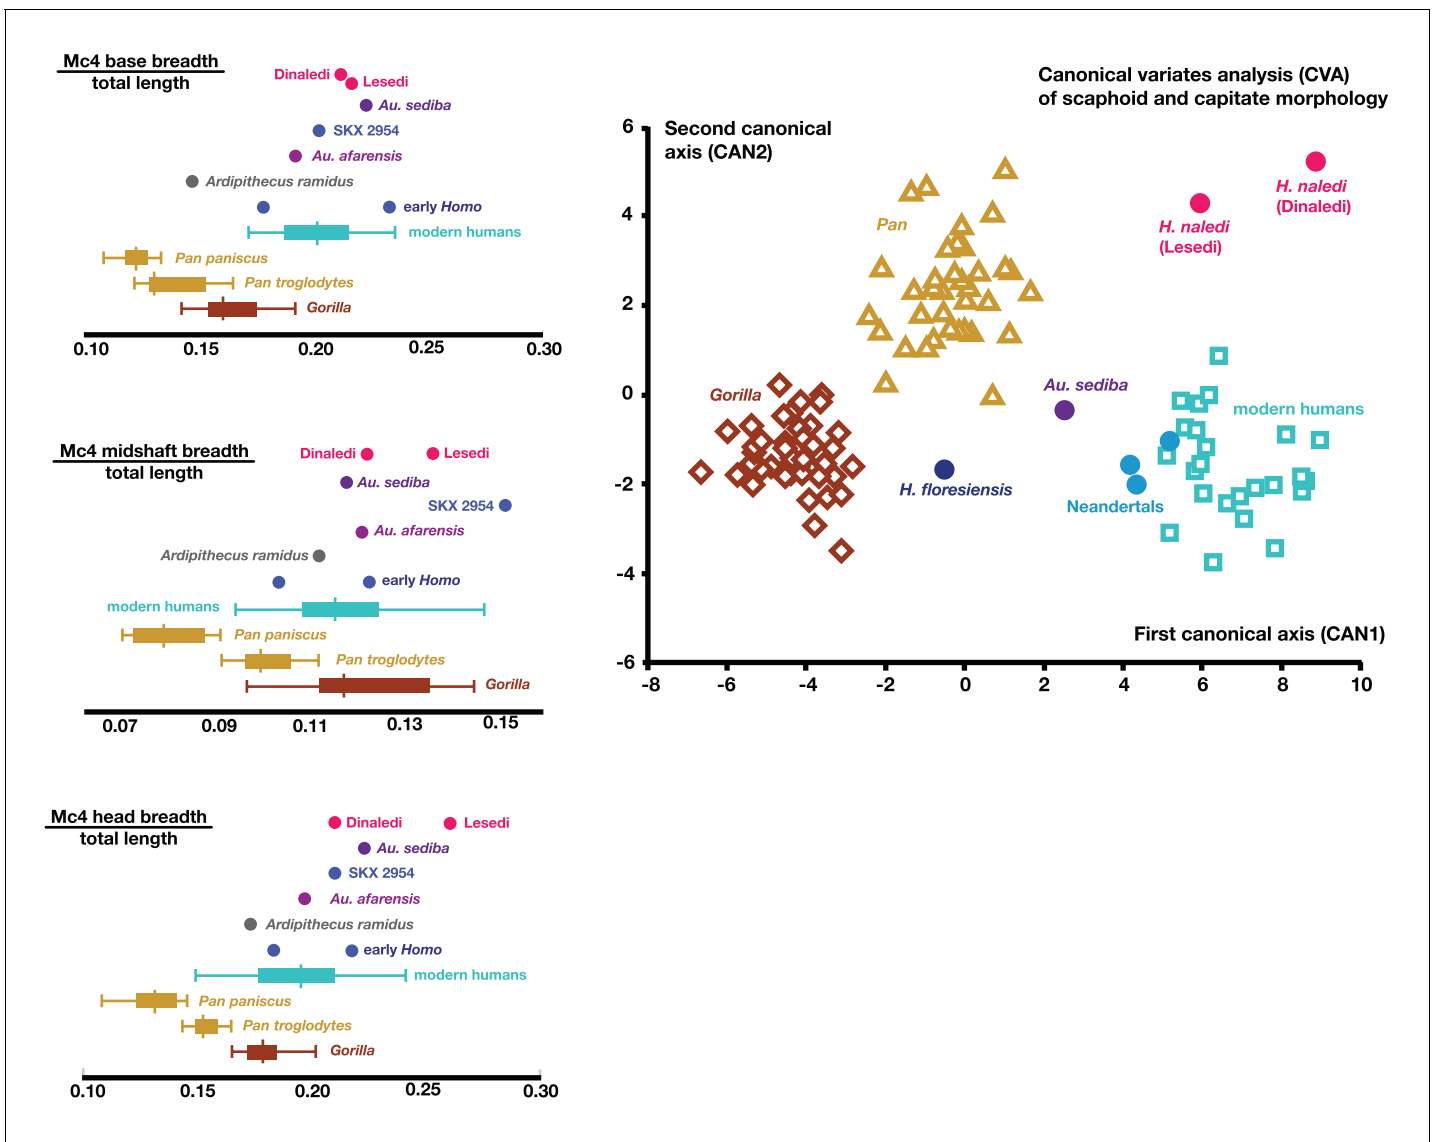 Mc4 base breadth
total length
Dinaledi
Lesedi
Au. sediba
SKX 2954
Au. afarensis
Ardipithecus ramidus
early Homo
modern humans
Pan paniscus
Pan troglodytes
Gorilla
0.10 0.15 0.20 0.25 0.30
Mc4 midshaft breadth
total length
Dinaledi
Lesedi
Au. sediba
SKX 2954
Au. afarensis
Ardipithecus ramidus
early Homo
modern humans
Pan paniscus
Pan troglodytes
Gorilla
0.07 0.09 0.11 0.13 0.15
Mc4 head breadth
total length
Dinaledi
Lesedi
Au. sediba
SKX 2954
Au. afarensis
Ardipithecus ramidus
early Homo
modern humans
Pan paniscus
Pan troglodytes
Gorilla
0.10 0.15 0.20 0.25 0.30
Canonical variates analysis (CVA)
of scaphoid and capitate morphology
Second canonical
axis (CAN2)
6
4
2
0
-2
-4
-6
H. naledi
(Dinaledi)
H. naledi
(Lesedi)
Pan
Au. sediba
Gorilla
modern humans
H. floresiensis
Neandertals
First canonical axis (CAN1)
-8 -6 -4 -2 0 2 4 6 8 10